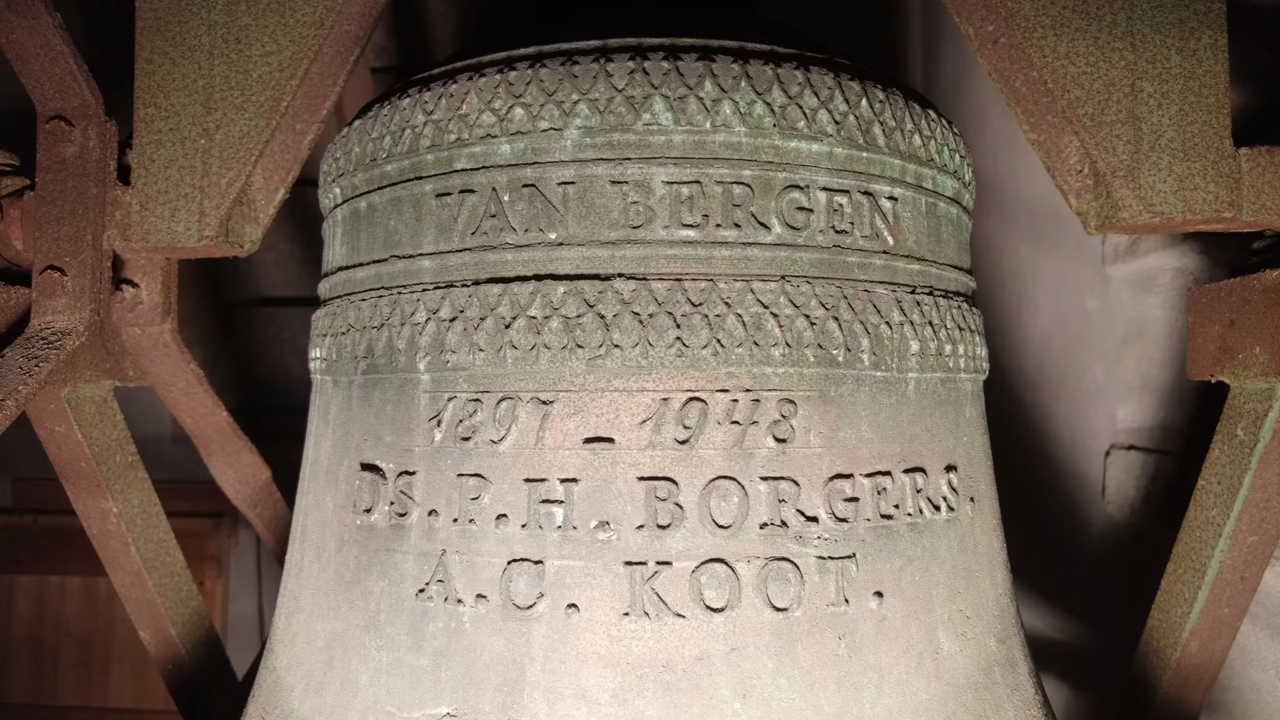 VAN BERGEN
1897 - 1948
DS. P. H. BORGERS.
A. C. KOOT.